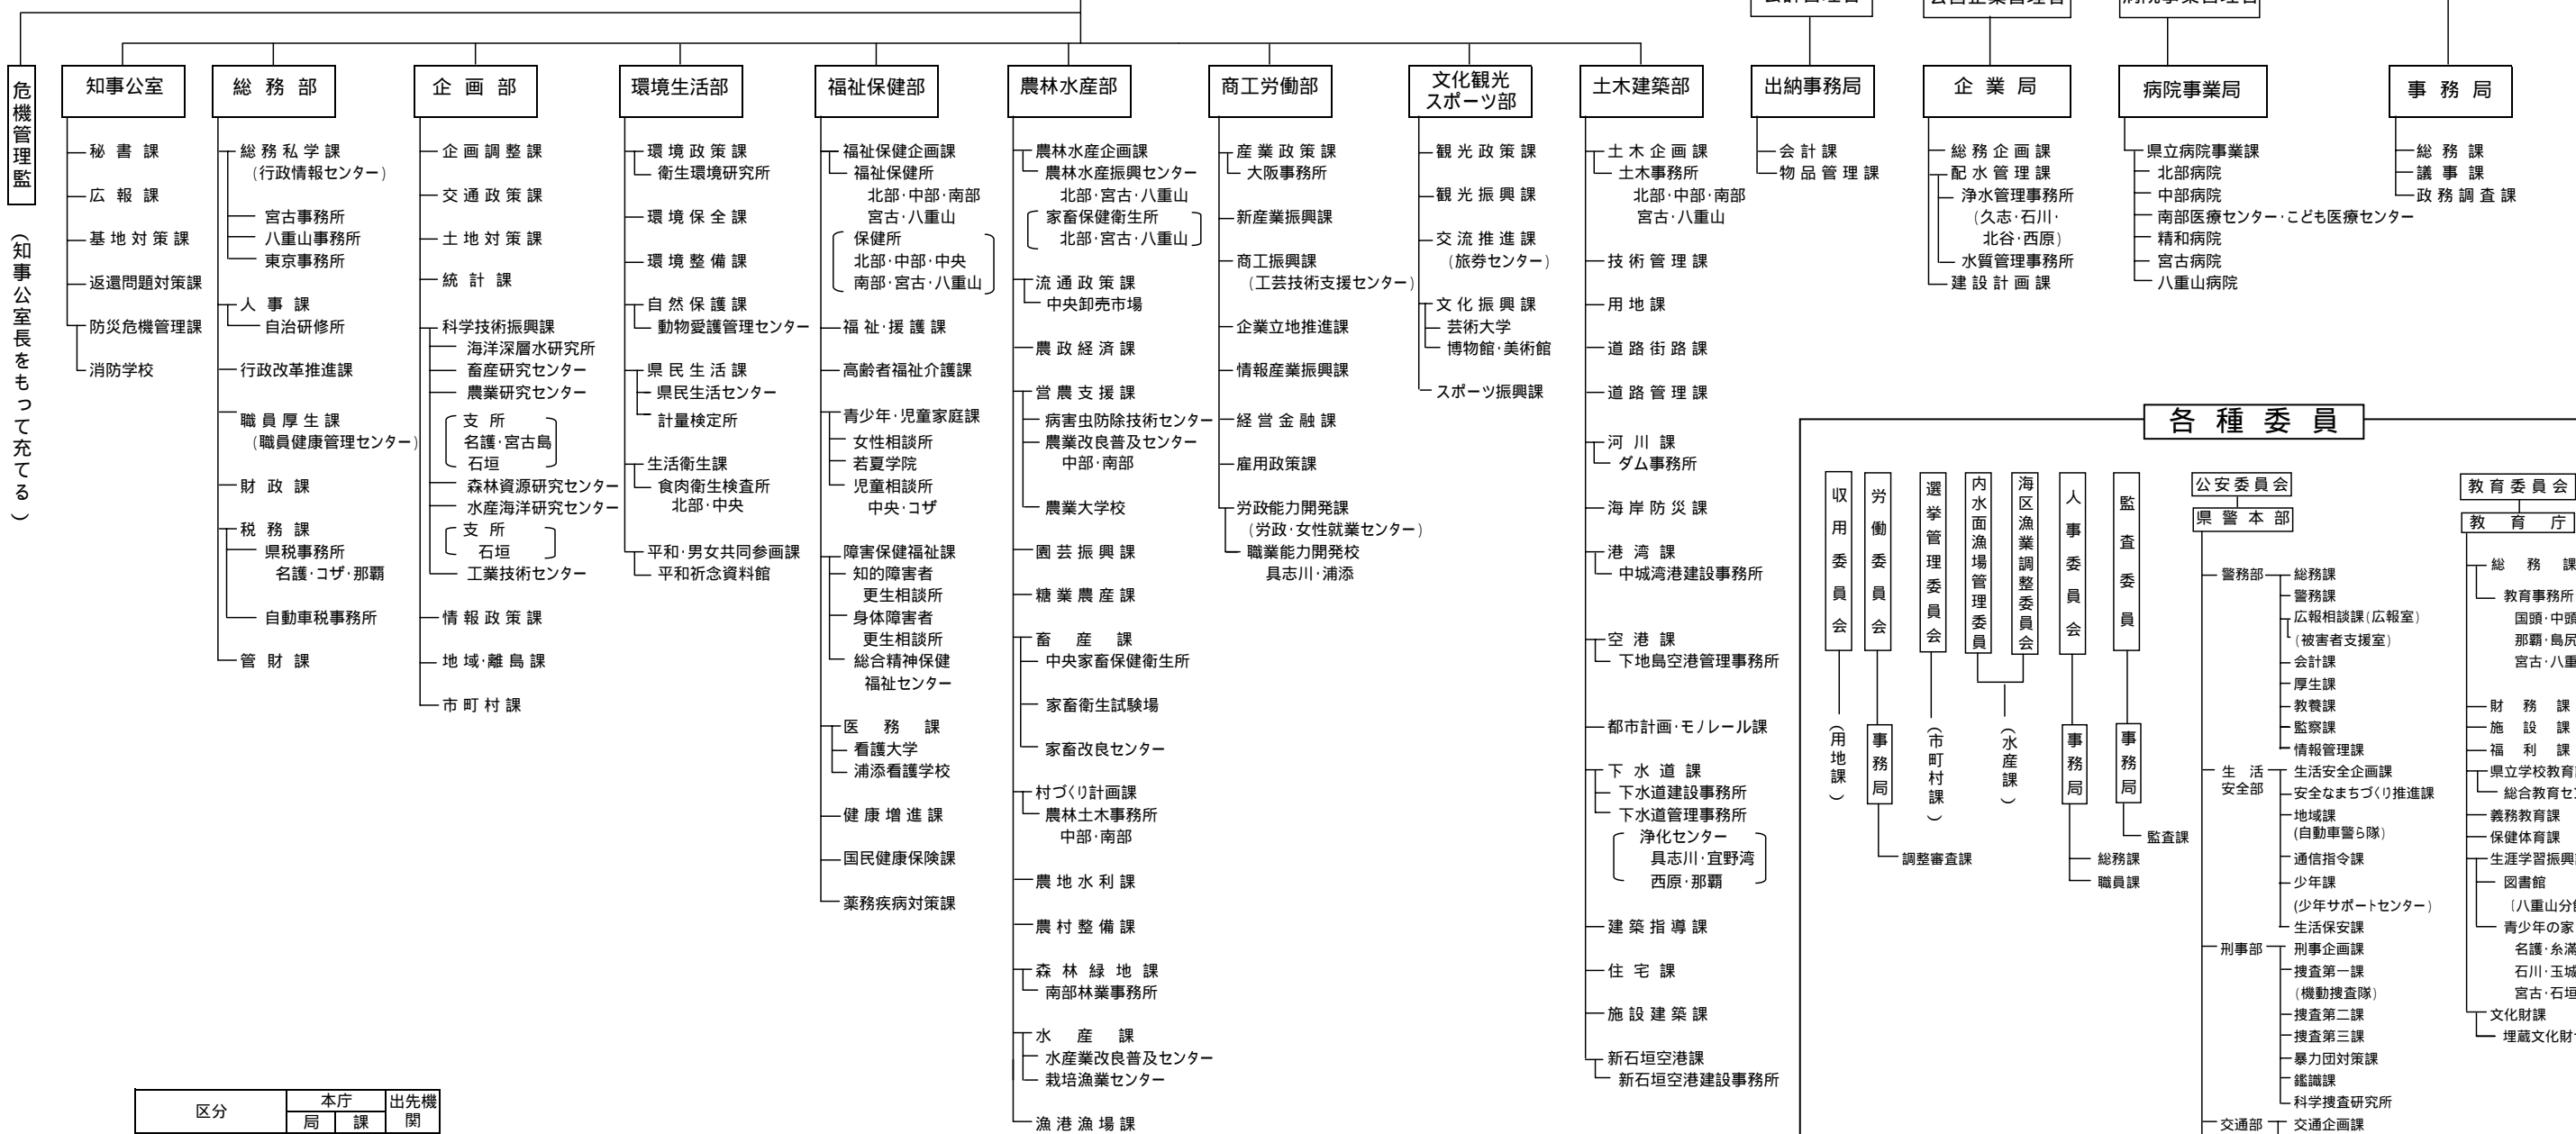 危機管理監
(知事公室長をもって充てる)
知事公室
秘書課
広報課
基地対策課
返還問題対策課
防災危機管理課
消防学校
総務部
総務私学課
(行政情報センター)
宮古事務所
八重山事務所
東京事務所
人事課
自治研修所
行政改革推進課
職員厚生課
(職員健康管理センター)
財政課
税務課
県税事務所
名護・コザ・那覇
自動車税事務所
管財課
企画部
企画調整課
交通政策課
土地対策課
統計課
科学技術振興課
海洋深層水研究所
畜産研究センター
農業研究センター
支所
名護・宮古島
石垣
森林資源研究センター
水産海洋研究センター
支所
石垣
工業技術センター
情報政策課
地域・離島課
市町村課
環境生活部
環境政策課
衛生環境研究所
環境保全課
環境整備課
自然保護課
動物愛護管理センター
県民生活課
県民生活センター
計量検定所
生活衛生課
食肉衛生検査所
北部・中央
平和・男女共同参画課
平和祈念資料館
福祉保健部
福祉保健企画課
福祉保健所
北部・中部・南部
宮古・八重山
保健所
北部・中部・中央
南部・宮古・八重山
福祉・援護課
高齢者福祉介護課
青少年・児童家庭課
女性相談所
若夏学院
児童相談所
中央・コザ
障害保健福祉課
知的障害者
更生相談所
身体障害者
更生相談所
総合精神保健
福祉センター
医務課
看護大学
浦添看護学校
健康増進課
国民健康保険課
薬務疾病対策課
農林水産部
農林水産企画課
農林水産振興センター
北部・宮古・八重山
家畜保健衛生所
北部・宮古・八重山
流通政策課
中央卸売市場
農政経済課
営農支援課
病害虫防除技術センター
農業改良普及センター
中部・南部
農業大学校
園芸振興課
糖業農産課
畜産課
中央家畜保健衛生所
家畜衛生試験場
家畜改良センター
村づくり計画課
農林土木事務所
中部・南部
農地水利課
農村整備課
森林緑地課
南部林業事務所
水産課
水産業改良普及センター
栽培漁業センター
漁港漁場課
商工労働部
産業政策課
大阪事務所
新産業振興課
商工振興課
(工芸技術支援センター)
企業立地推進課
情報産業振興課
経営金融課
雇用政策課
労政能力開発課
(労政・女性就業センター)
職業能力開発校
具志川・浦添
文化観光
スポーツ部
観光政策課
観光振興課
交流推進課
(旅券センター)
文化振興課
芸術大学
博物館・美術館
スポーツ振興課
土木建築部
土木企画課
土木事務所
北部・中部・南部
宮古・八重山
技術管理課
用地課
道路街路課
道路管理課
河川課
ダム事務所
海岸防災課
港湾課
中城湾港建設事務所
空港課
下地島空港管理事務所
都市計画・モノレール課
下水道課
下水道建設事務所
下水道管理事務所
浄化センター
具志川・宜野湾
西原・那覇
建築指導課
住宅課
施設建築課
新石垣空港課
新石垣空港建設事務所
出納事務局
会計課
物品管理課
企業局
総務企画課
配水管理課
浄水管理事務所
(久志・石川・
北谷・西原)
水質管理事務所
建設計画課
病院事業局
県立病院事業課
北部病院
中部病院
南部医療センター・こども医療センター
精和病院
宮古病院
八重山病院
事務局
総務課
議事課
政務調査課
各種委員
収用委員会
(用地課)
労働委員会
事務局
調整審査課
選挙管理委員会
(市町村課)
内水面漁場管理委員
海区漁業調整委員会
(水産課)
人事委員会
事務局
総務課
職員課
監査委員
事務局
監査課
公安委員会
県警本部
警務部
総務課
警務課
広報相談課(広報室)
(被害者支援室)
会計課
厚生課
教養課
監察課
情報管理課
生活
安全部
生活安全企画課
安全なまちづくり推進課
地域課
(自動車警ら隊)
通信指令課
少年課
(少年サポートセンター)
生活保安課
刑事部
刑事企画課
捜査第一課
(機動捜査隊)
捜査第二課
捜査第三課
暴力団対策課
鑑識課
科学捜査研究所
交通部
交通企画課
教育委員会
教育庁
総務課
教育事務所
国頭・中頭
那覇・島尻
宮古・八重
財務課
施設課
福利課
県立学校教育
総合教育セ
義務教育課
保健体育課
生涯学習振興
図書館
(八重山分
青少年の家
名護・糸満
石川・玉城
宮古・石垣
文化財課
埋蔵文化財
区分
本庁
出先機
関
局
課